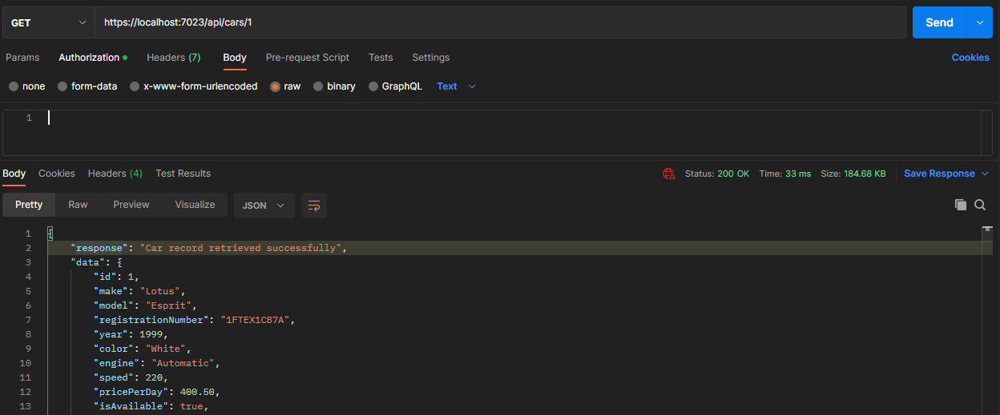 GET https://localhost:7023/api/cars/1 Send
Params Authorization Headers (7) Body Pre-request Script Tests Settings Cookies
none form-data x-www-form-urlencoded raw binary GraphQL Text
1
Body Cookies Headers (4) Test Results Status: 200 OK Time: 33 ms Size: 184.68 KB Save Response
Pretty Raw Preview Visualize JSON
1 {
2 "response": "Car record retrieved successfully",
3 "data": {
4 "id": 1,
5 "make": "Lotus",
6 "model": "Esprit",
7 "registrationNumber": "1FTEX1C87A",
8 "year": 1999,
9 "color": "White",
10 "engine": "Automatic",
11 "speed": 220,
12 "pricePerDay": 400.50,
13 "isAvailable": true,